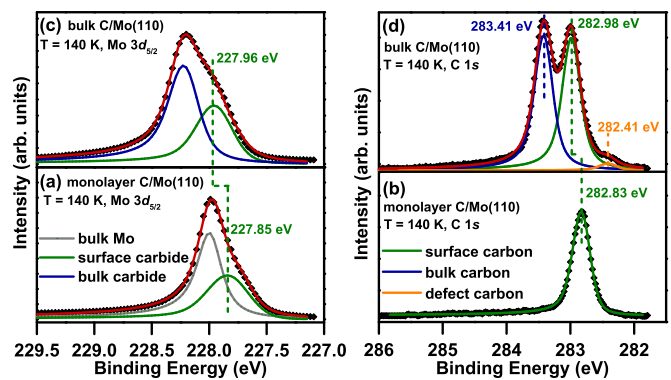 (c) bulk C/Mo(110)
T = 140 K, Mo 3d5/2
227.96 eV
(a) monolayer C/Mo(110)
T = 140 K, Mo 3d5/2
227.85 eV
bulk Mo
surface carbide
bulk carbide
Intensity (arb. units)
229.5 229.0 228.5 228.0 227.5 227.0
Binding Energy (eV)
(d)
283.41 eV
282.98 eV
bulk C/Mo(110)
T = 140 K, C 1s
282.41 eV
(b)
282.83 eV
monolayer C/Mo(110)
T = 140 K, C 1s
surface carbon
bulk carbon
defect carbon
Intensity (arb. units)
286 285 284 283 282
Binding Energy (eV)